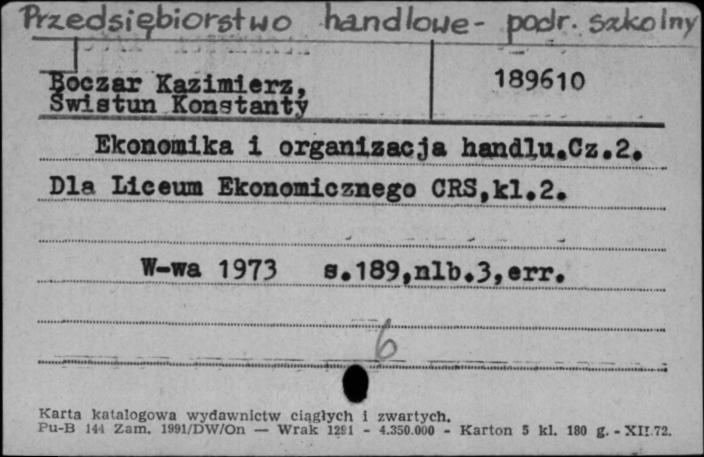 Przedsiębiorstwo handlowe - podr. szkolny
Boczar Kazimierz,
Świstun Konstanty
189610
Ekonomika i organizacja handlu.Cz.2.
Dla Liceum Ekonomicznego CRS,kl.2.
W-wa 1973 s.189,nlb.3,err.
6
Karta katalogowa wydawnictw ciągłych i zwartych.
Pu-B 144 Zam. 1991/DW/On — Wrak 1291 - 4.350.000 - Karton 5 kl. 180 g. - XII.72.